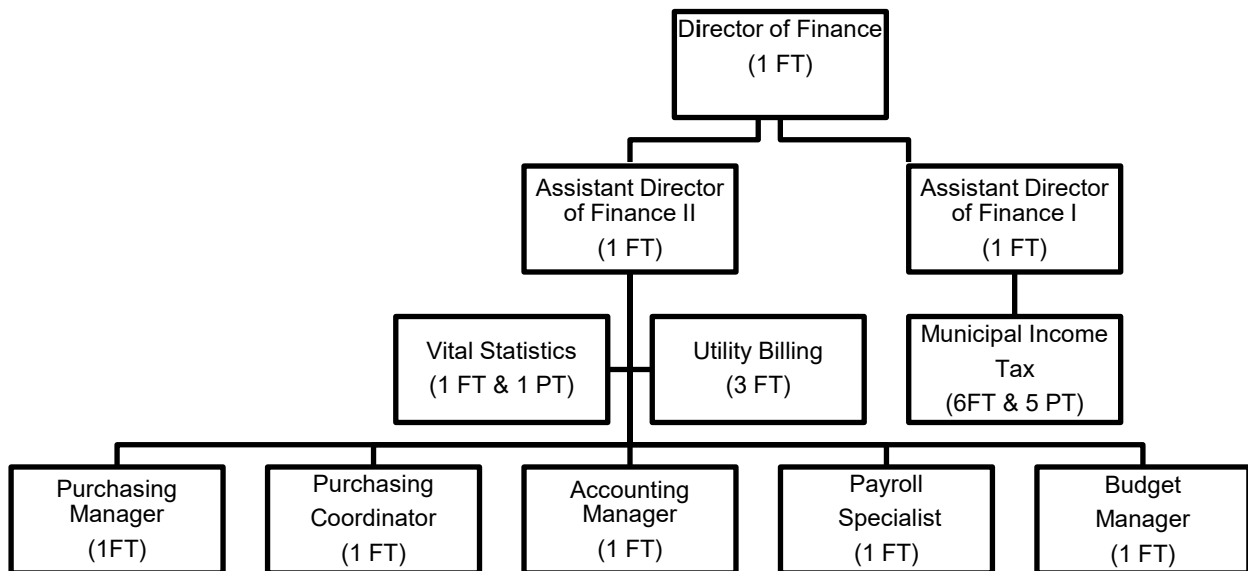 Director of Finance
(1 FT)
Assistant Director
of Finance II
(1 FT)
Assistant Director
of Finance I
(1 FT)
Vital Statistics
(1 FT & 1 PT)
Utility Billing
(3 FT)
Municipal Income
Tax
(6FT & 5 PT)
Purchasing
Manager
(1FT)
Purchasing
Coordinator
(1 FT)
Accounting
Manager
(1 FT)
Payroll
Specialist
(1 FT)
Budget
Manager
(1 FT)